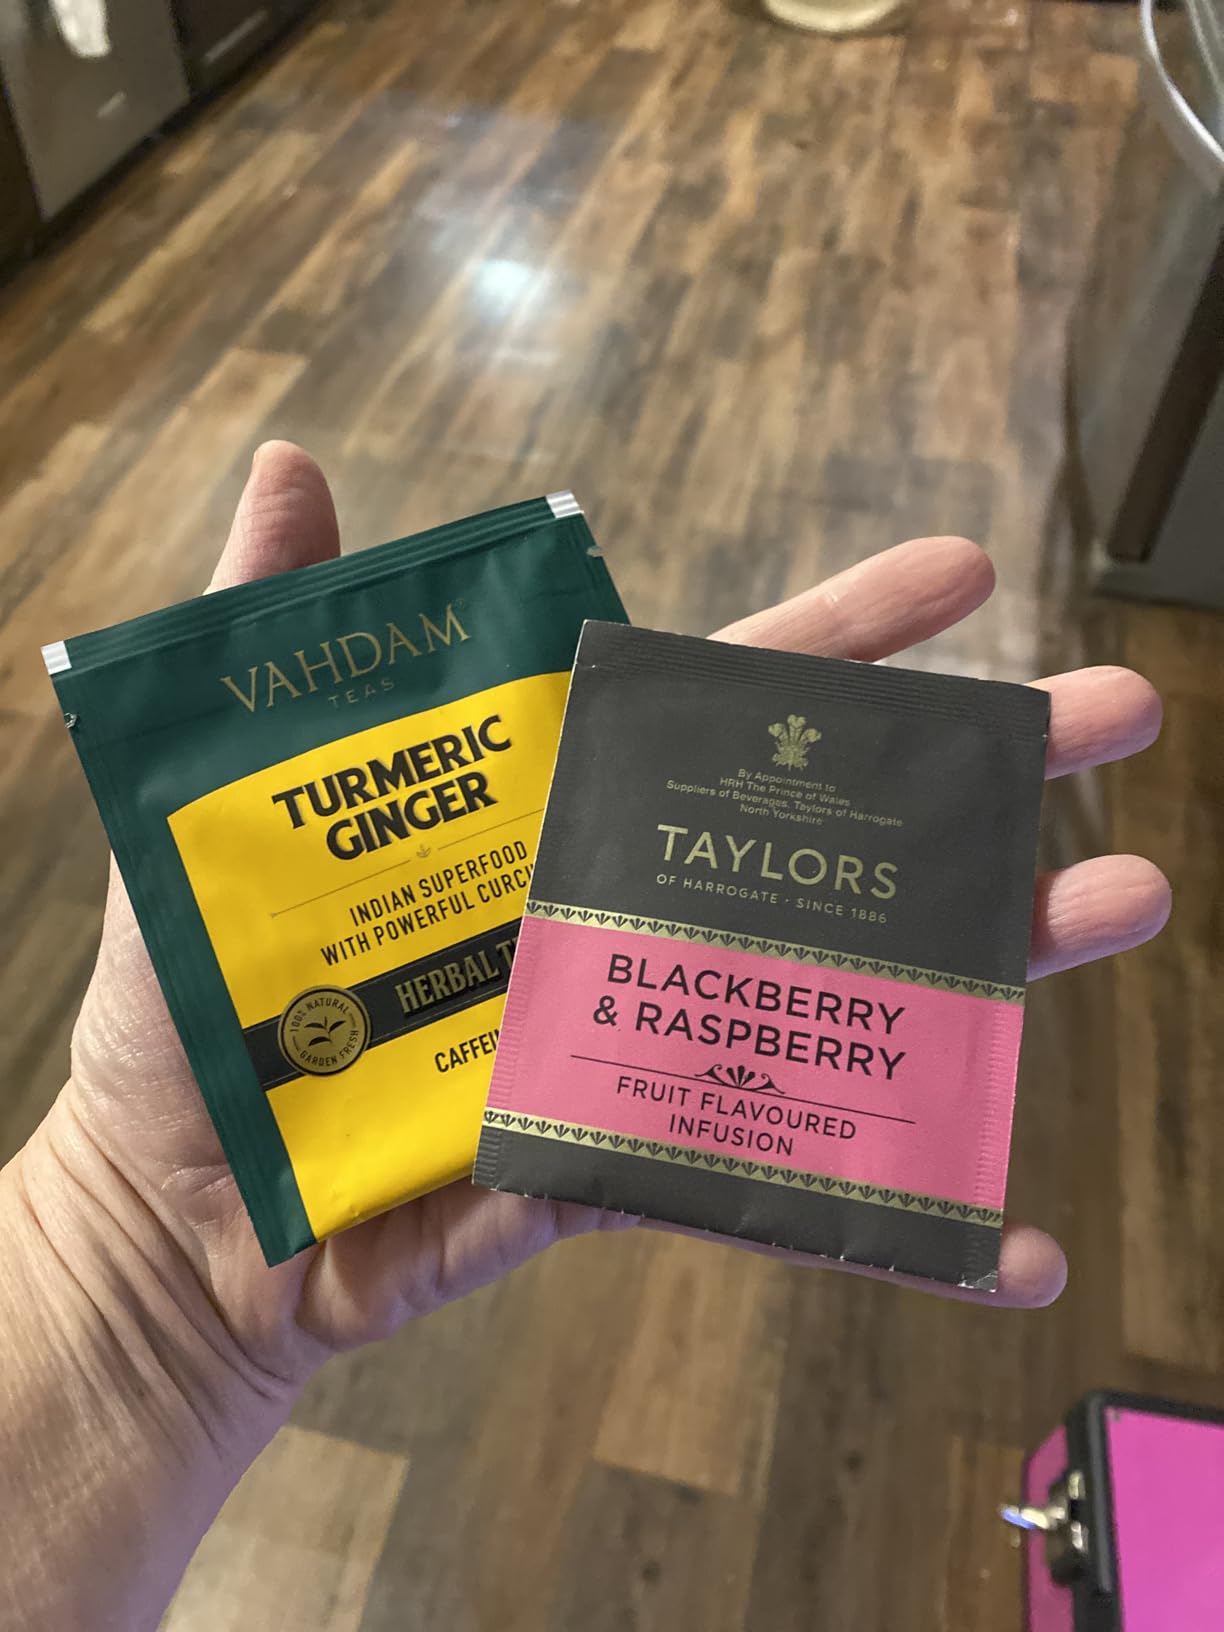 VAHDAM
TEAS
TURMERIC
GINGER
INDIAN SUPERFOOD
WITH POWERFUL CURCU
HERBAL T
100% NATURAL
GARDEN FRESH
CAFFEI
By Appointment to
HRH The Prince of Wales
Suppliers of Beverages, Taylors of Harrogate
North Yorkshire
TAYLORS
OF HARROGATE · SINCE 1886
BLACKBERRY
& RASPBERRY
FRUIT FLAVOURED
INFUSION